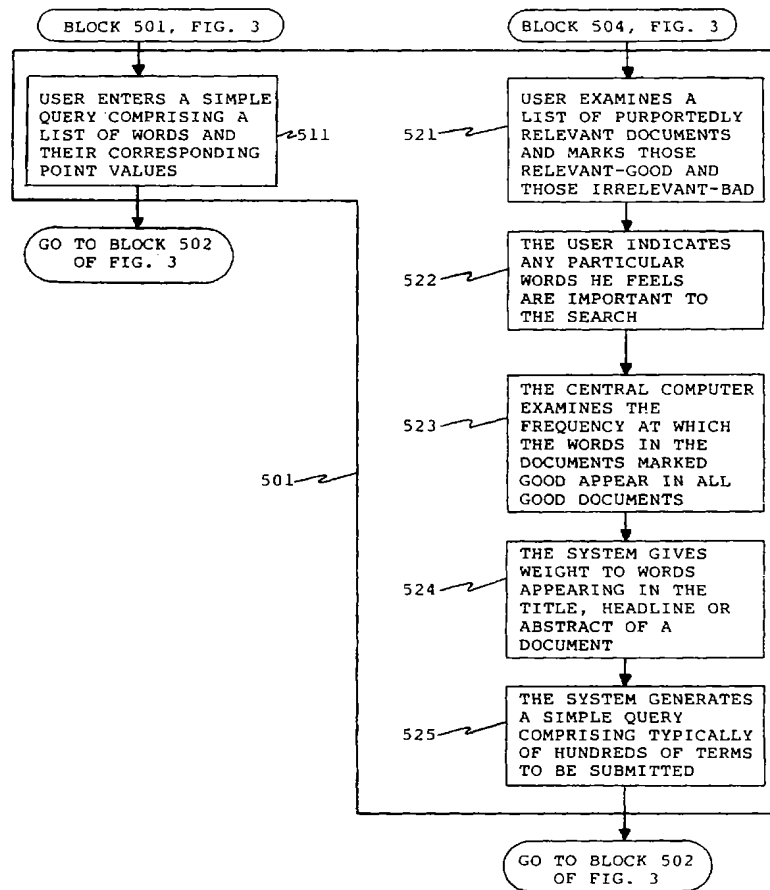 BLOCK 501, FIG. 3
USER ENTERS A SIMPLE
QUERY COMPRISING A
LIST OF WORDS AND
THEIR CORRESPONDING
POINT VALUES
511
GO TO BLOCK 502
OF FIG. 3
501
BLOCK 504, FIG. 3
USER EXAMINES A
LIST OF PURPORTEDLY
RELEVANT DOCUMENTS
AND MARKS THOSE
RELEVANT-GOOD AND
THOSE IRRELEVANT-BAD
521
THE USER INDICATES
ANY PARTICULAR
WORDS HE FEELS
ARE IMPORTANT TO
THE SEARCH
522
THE CENTRAL COMPUTER
EXAMINES THE
FREQUENCY AT WHICH
THE WORDS IN THE
DOCUMENTS MARKED
GOOD APPEAR IN ALL
GOOD DOCUMENTS
523
THE SYSTEM GIVES
WEIGHT TO WORDS
APPEARING IN THE
TITLE, HEADLINE OR
ABSTRACT OF A
DOCUMENT
524
THE SYSTEM GENERATES
A SIMPLE QUERY
COMPRISING TYPICALLY
OF HUNDREDS OF TERMS
TO BE SUBMITTED
525
GO TO BLOCK 502
OF FIG. 3